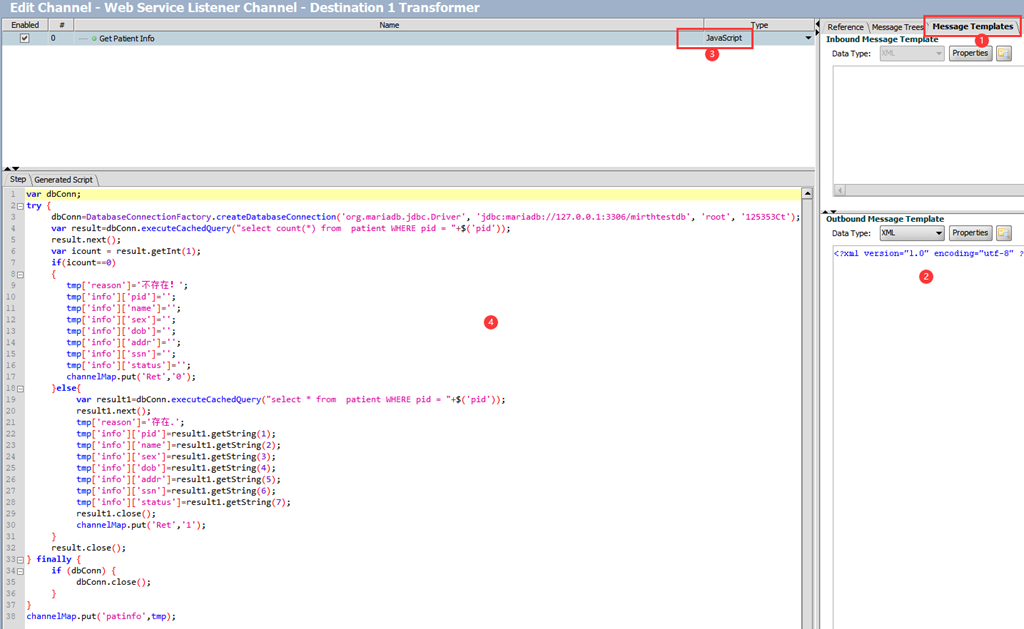 Edit Channel - Web Service Listener Channel - Destination 1 Transformer
Enabled # Name Type
0 Get Patient Info JavaScript
3
Reference Message Trees Message Templates
1
Inbound Message Template
Data Type: XML Properties
Outbound Message Template
Data Type: XML Properties
<?xml version="1.0" encoding="utf-8" ?
2
Step Generated Script
1 var dbConn;
2 try {
3 dbConn=DatabaseConnectionFactory.createDatabaseConnection('org.mariadb.jdbc.Driver', 'jdbc:mariadb://127.0.0.1:3306/mirthtestdb', 'root', '125353Ct');
4 var result=dbConn.executeCachedQuery("select count(*) from  patient WHERE pid = "+$('pid'));
5 result.next();
6 var icount = result.getInt(1);
7 if(icount==0)
8 {
9 tmp['reason']='不存在！';
10 tmp['info']['pid']='';
11 tmp['info']['name']='';
12 tmp['info']['sex']='';
13 tmp['info']['dob']='';
14 tmp['info']['addr']='';
15 tmp['info']['ssn']='';
16 tmp['info']['status']='';
17 channelMap.put('Ret','0');
18 }else{
19 var result1=dbConn.executeCachedQuery("select * from  patient WHERE pid = "+$('pid'));
20 result1.next();
21 tmp['reason']='存在.';
22 tmp['info']['pid']=result1.getString(1);
23 tmp['info']['name']=result1.getString(2);
24 tmp['info']['sex']=result1.getString(3);
25 tmp['info']['dob']=result1.getString(4);
26 tmp['info']['addr']=result1.getString(5);
27 tmp['info']['ssn']=result1.getString(6);
28 tmp['info']['status']=result1.getString(7);
29 result1.close();
30 channelMap.put('Ret','1');
31 }
32 result.close();
33 } finally {
34 if (dbConn) {
35 dbConn.close();
36 }
37 }
38 channelMap.put('patinfo',tmp);
4